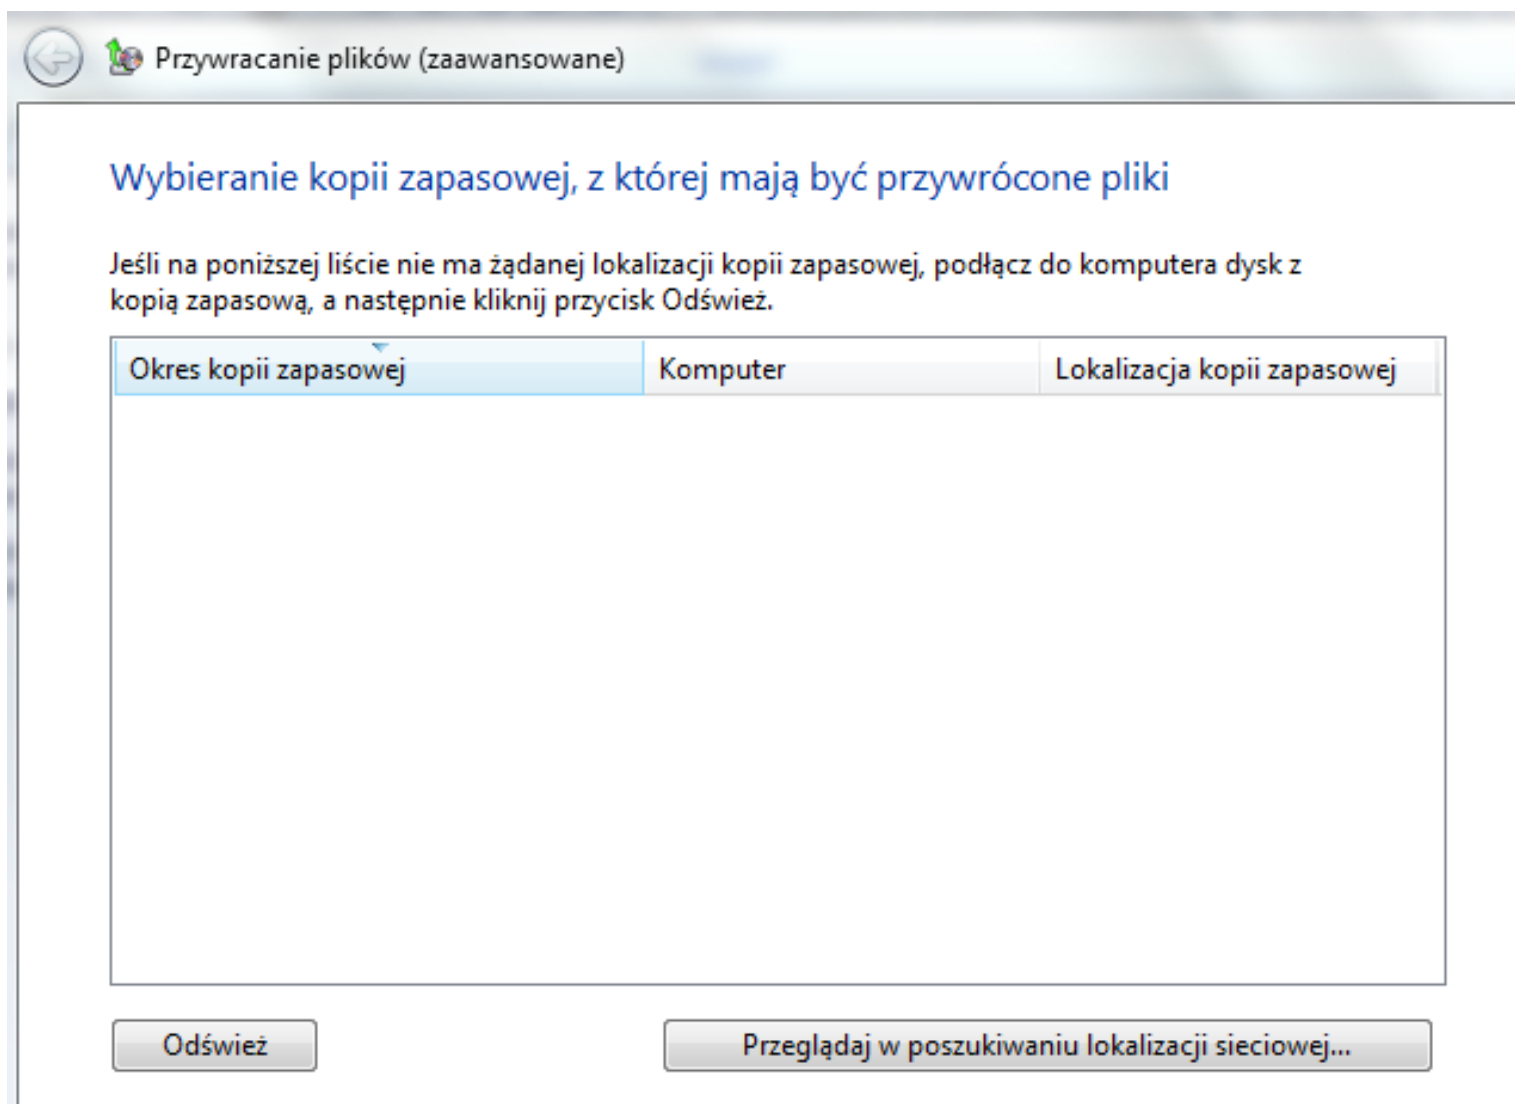 Przywracanie plików (zaawansowane)
Wybieranie kopii zapasowej, z której mają być przywrócone pliki
Jeśli na poniższej liście nie ma żądanej lokalizacji kopii zapasowej, podłącz do komputera dysk z
kopią zapasową, a następnie kliknij przycisk Odśwież.
Okres kopii zapasowej Komputer Lokalizacja kopii zapasowej
Odśwież Przeglądaj w poszukiwaniu lokalizacji sieciowej...